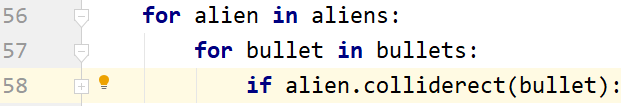 56 for alien in aliens:
57 for bullet in bullets:
58 if alien.colliderect(bullet):